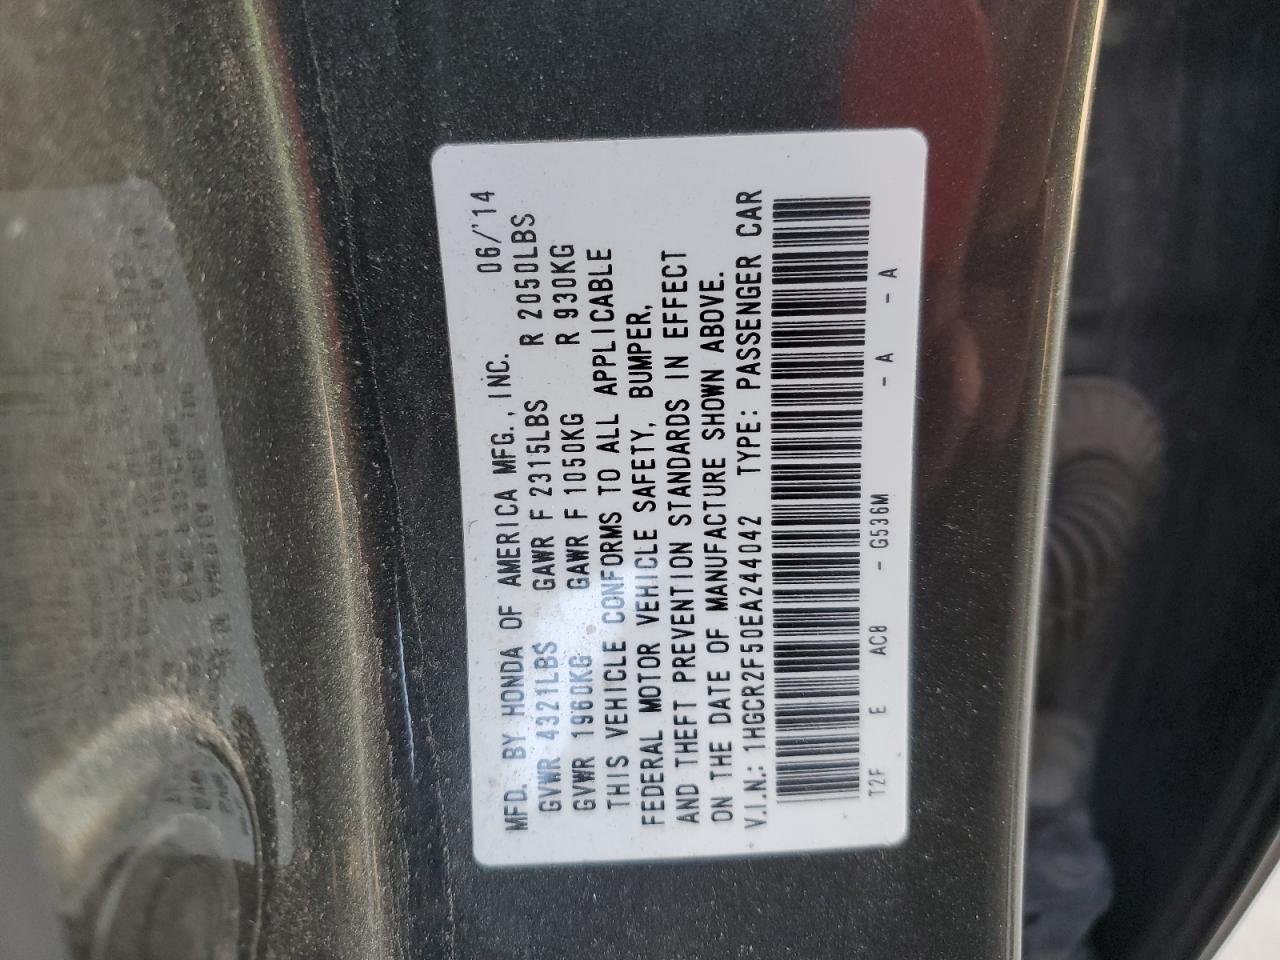 MFD. BY HONDA OF AMERICA MFG., INC. 06/'14
GVWR 4321LBS GAWR F 2315LBS R 2050LBS
GVWR 1960KG GAWR F 1050KG R 930KG
THIS VEHICLE CONFORMS TO ALL APPLICABLE
FEDERAL MOTOR VEHICLE SAFETY, BUMPER,
AND THEFT PREVENTION STANDARDS IN EFFECT
ON THE DATE OF MANUFACTURE SHOWN ABOVE.
V.I.N.: 1HGCR2F50EA244042 TYPE: PASSENGER CAR
T2F E AC8 - G536M - A - A